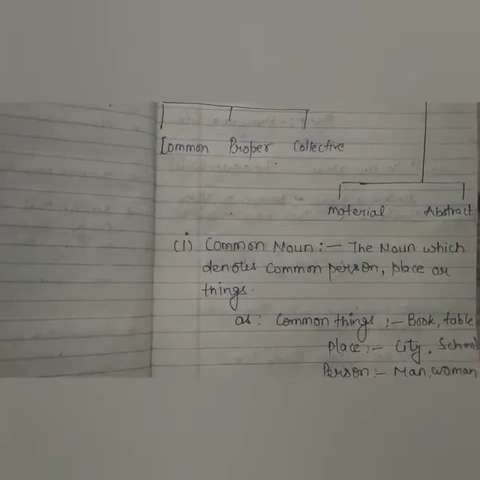 Common Proper Collective
Material Abstract
(i) Common Noun :- The Noun which
denotes Common person, place or
things.
as: Common things :- Book, table
Place :- City, School
Person :- Man, woman